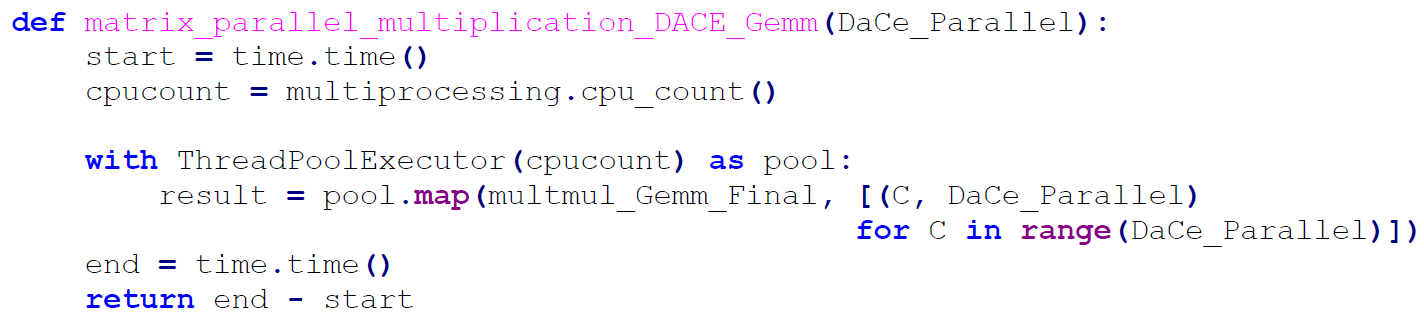 def matrix_parallel_multiplication_DACE_Gemm(DaCe_Parallel):
    start = time.time()
    cpucount = multiprocessing.cpu_count()

    with ThreadPoolExecutor(cpucount) as pool:
        result = pool.map(multmul_Gemm_Final, [(C, DaCe_Parallel)
                                              for C in range(DaCe_Parallel)])
    end = time.time()
    return end - start